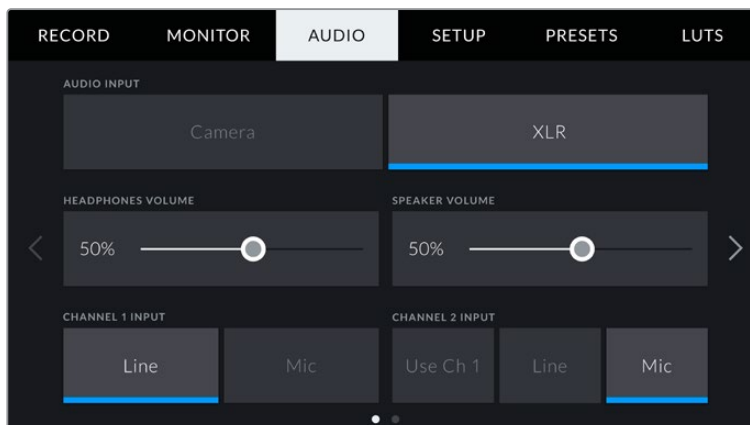 RECORD MONITOR AUDIO SETUP PRESETS LUTS
AUDIO INPUT
Camera XLR
HEADPHONES VOLUME SPEAKER VOLUME
50% 50%
CHANNEL 1 INPUT CHANNEL 2 INPUT
Line Mic Use Ch 1 Line Mic